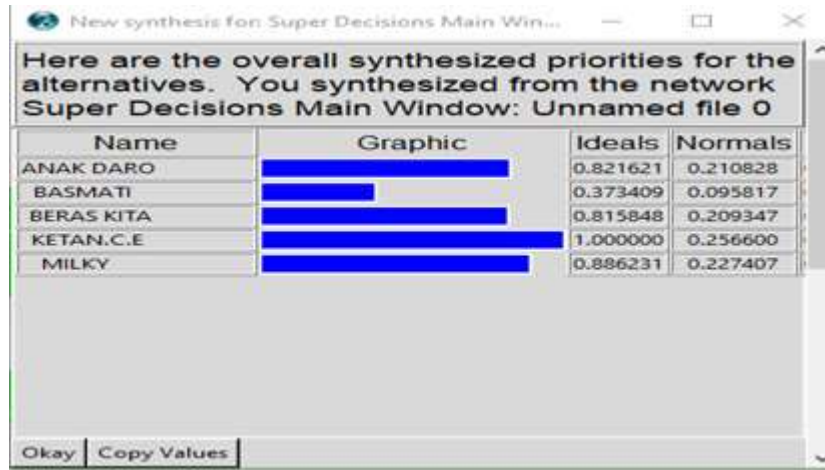 New synthesis for: Super Decisions Main Win...
Here are the overall synthesized priorities for the
alternatives. You synthesized from the network
Super Decisions Main Window: Unnamed file 0
Name Graphic Ideals Normals
ANAK DARO 0.821621 0.210828
BASMATI 0.373409 0.095817
BERAS KITA 0.815848 0.209347
KETAN.C.E 1.000000 0.256600
MILKY 0.886231 0.227407
Okay Copy Values